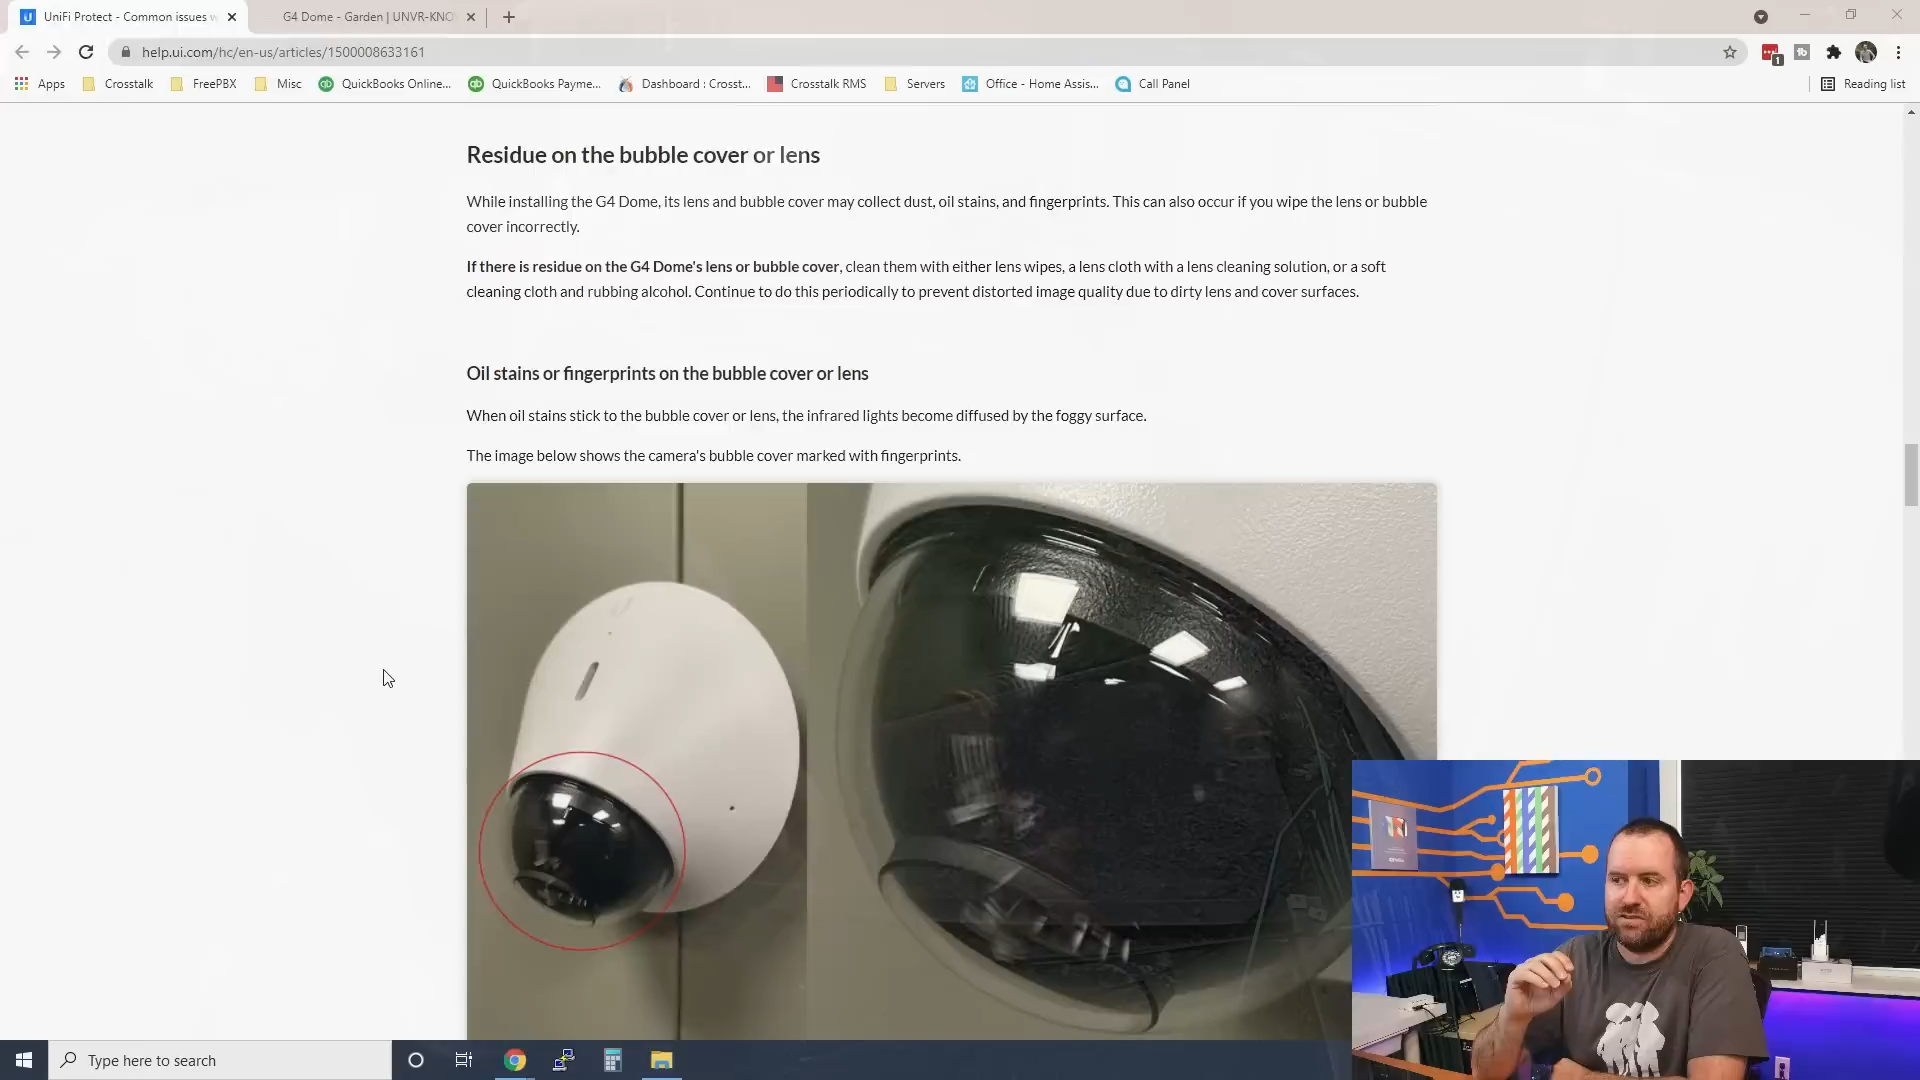 UniFi Protect - Common issues w
G4 Dome - Garden | UNVR-KNO
help.ui.com/hc/en-us/articles/1500008633161
1
Apps
Crosstalk
FreePBX
Misc
QuickBooks Online...
QuickBooks Payme...
Dashboard : Crosst...
Crosstalk RMS
Servers
Office - Home Assis...
Call Panel
Reading list
Residue on the bubble cover or lens
While installing the G4 Dome, its lens and bubble cover may collect dust, oil stains, and fingerprints. This can also occur if you wipe the lens or bubble
cover incorrectly.
If there is residue on the G4 Dome's lens or bubble cover, clean them with either lens wipes, a lens cloth with a lens cleaning solution, or a soft
cleaning cloth and rubbing alcohol. Continue to do this periodically to prevent distorted image quality due to dirty lens and cover surfaces.
Oil stains or fingerprints on the bubble cover or lens
When oil stains stick to the bubble cover or lens, the infrared lights become diffused by the foggy surface.
The image below shows the camera's bubble cover marked with fingerprints.
Type here to search